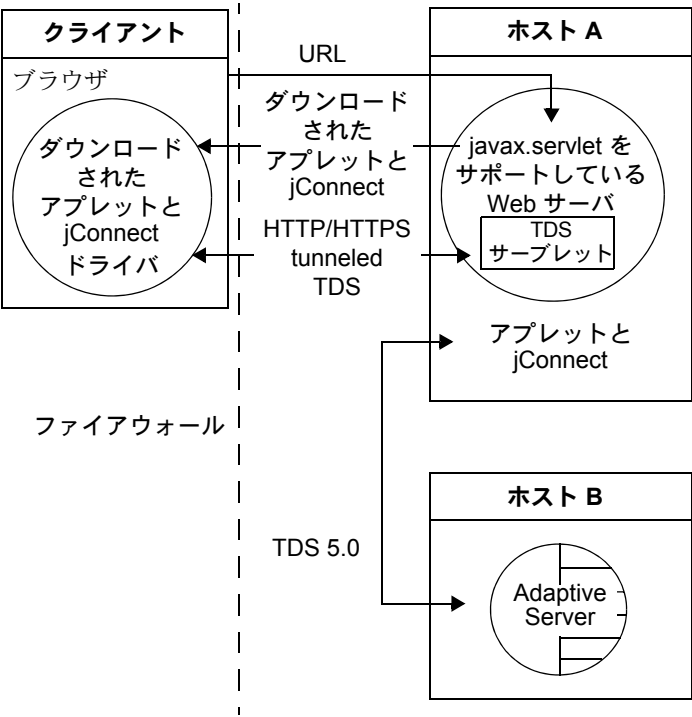 クライアント
ブラウザ
ダウンロード
された
アプレットと
jConnect
ドライバ
URL
ダウンロード
された
アプレットと
jConnect
HTTP/HTTPS
tunneled
TDS
ホスト A
javax.servlet を
サポートしている
Web サーバ
TDS
サーブレット
アプレットと
jConnect
ファイアウォール
TDS 5.0
ホスト B
Adaptive
Server